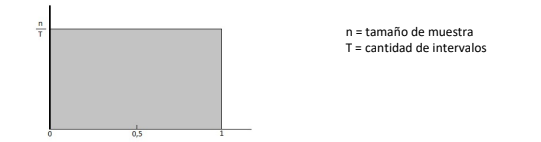 n
T
n = tamaño de muestra
T = cantidad de intervalos
0 0,5 1